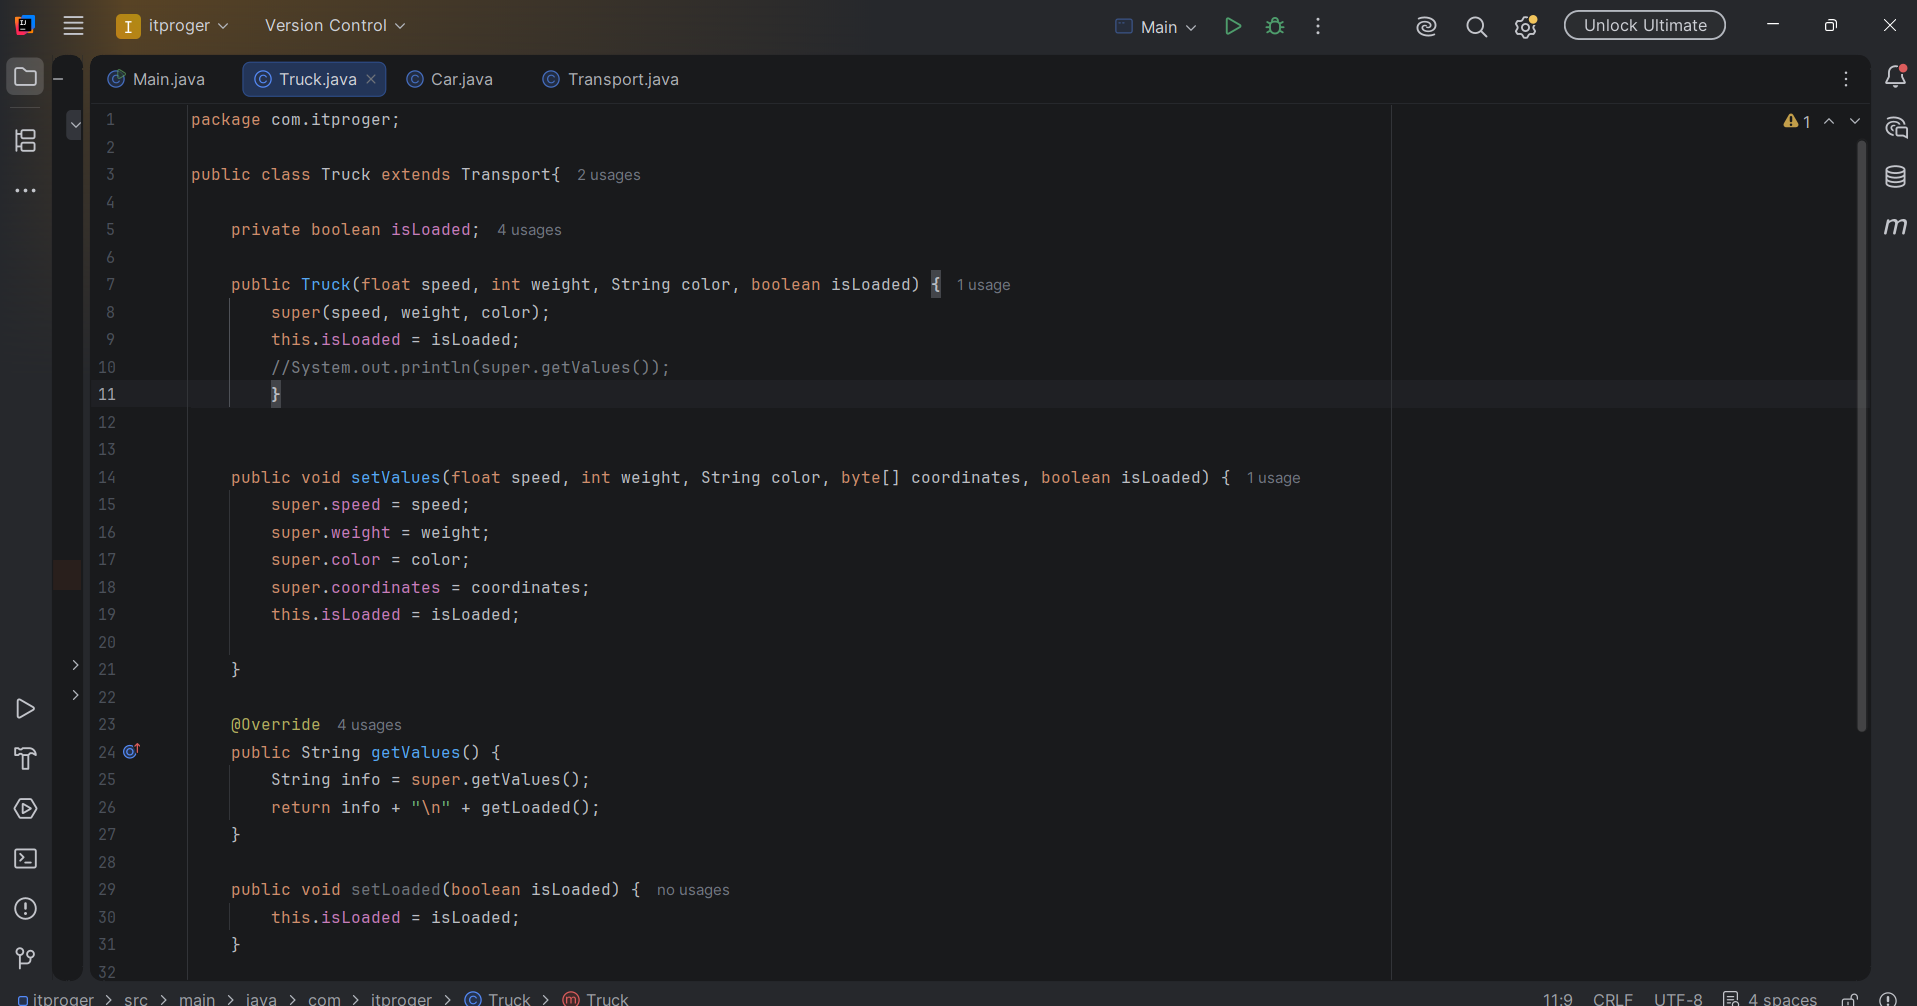 I itproger Version Control Main Unlock Ultimate
Main.java Truck.java Car.java Transport.java
1 package com.itproger; 1
2
3 public class Truck extends Transport{ 2 usages
4
5 private boolean isLoaded; 4 usages
6
7 public Truck(float speed, int weight, String color, boolean isLoaded) { 1 usage
8 super(speed, weight, color);
9 this.isLoaded = isLoaded;
10 //System.out.println(super.getValues());
11 }
12
13
14 public void setValues(float speed, int weight, String color, byte[] coordinates, boolean isLoaded) { 1 usage
15 super.speed = speed;
16 super.weight = weight;
17 super.color = color;
18 super.coordinates = coordinates;
19 this.isLoaded = isLoaded;
20
21 }
22
23 @Override 4 usages
24 public String getValues() {
25 String info = super.getValues();
26 return info + "\n" + getLoaded();
27 }
28
29 public void setLoaded(boolean isLoaded) { no usages
30 this.isLoaded = isLoaded;
31 }
32
itproger > src > main > java > com > itproger > Truck > m Truck 11:9 CRLF UTF-8 4 spaces